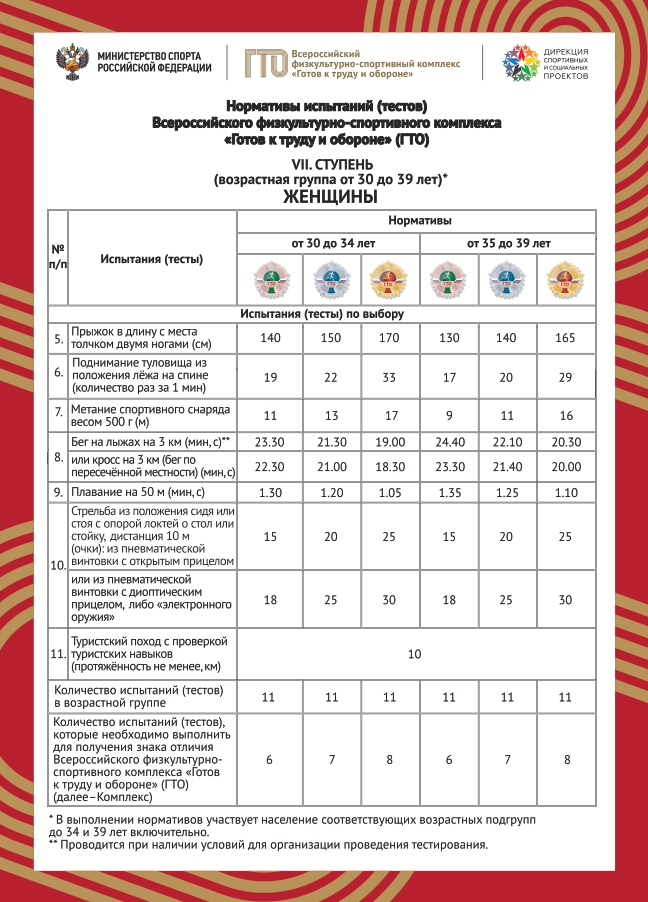 МИНИСТЕРСТВО СПОРТА
РОССИЙСКОЙ ФЕДЕРАЦИИ
ГТО
Всероссийский
физкультурно-спортивный комплекс
«Готов к труду и обороне»
ДИРЕКЦИЯ
СПОРТИВНЫХ
И СОЦИАЛЬНЫХ
ПРОЕКТОВ
Нормативы испытаний (тестов)
Всероссийского физкультурно-спортивного комплекса
«Готов к труду и обороне» (ГТО)
VII. СТУПЕНЬ
(возрастная группа от 30 до 39 лет)*
ЖЕНЩИНЫ
№
п/п
Испытания (тесты)
Нормативы
от 30 до 34 лет
от 35 до 39 лет
ГТО ГТО ГТО ГТО ГТО ГТО
Испытания (тесты) по выбору
5. Прыжок в длину с места
толчком двумя ногами (см)
140 150 170 130 140 165
6. Поднимание туловища из
положения лёжа на спине
(количество раз за 1 мин)
19 22 33 17 20 29
7. Метание спортивного снаряда
весом 500 г (м)
11 13 17 9 11 16
8. Бег на лыжах на 3 км (мин, с)**
23.30 21.30 19.00 24.40 22.10 20.30
или кросс на 3 км (бег по
пересечённой местности) (мин,с)
22.30 21.00 18.30 23.30 21.40 20.00
9. Плавание на 50 м (мин, с)
1.30 1.20 1.05 1.35 1.25 1.10
10. Стрельба из положения сидя или
стоя с опорой локтей о стол или
стойку, дистанция 10 м
(очки): из пневматической
винтовки с открытым прицелом
15 20 25 15 20 25
или из пневматической
винтовки с диоптрическим
прицелом, либо «электронного
оружия»
18 25 30 18 25 30
11. Туристский поход с проверкой
туристских навыков
(протяжённость не менее, км)
10
Количество испытаний (тестов)
в возрастной группе
11 11 11 11 11 11
Количество испытаний (тестов),
которые необходимо выполнить
для получения знака отличия
Всероссийского физкультурно-
спортивного комплекса «Готов
к труду и обороне» (ГТО)
(далее–Комплекс)
6 7 8 6 7 8
* В выполнении нормативов участвует население соответствующих возрастных подгрупп
до 34 и 39 лет включительно.
** Проводится при наличии условий для организации проведения тестирования.